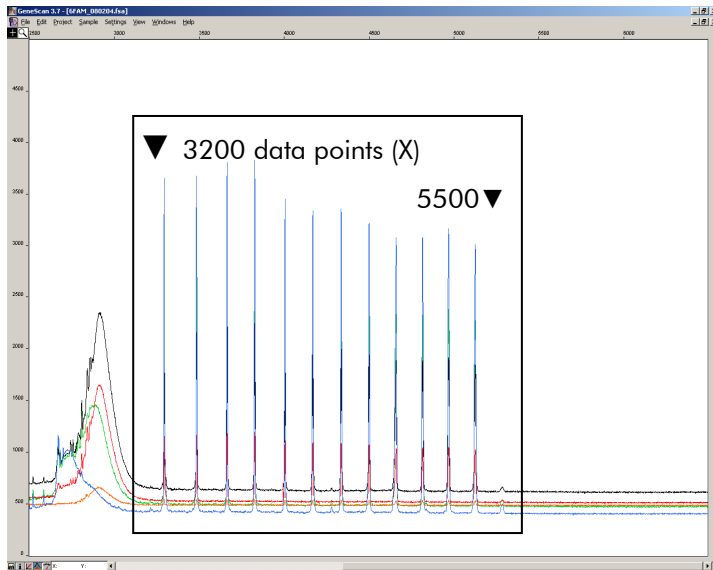 GeneScan 3.7 - [6FAM_080204.fsa]
File Edit Project Sample Settings View Windows Help
2500 3000 3500 4000 4500 5000 5500 6000
4500
4000
3500
3000
2500
2000
1500
1000
500
0
▼ 3200 data points (X)
5500▼
X: Y: